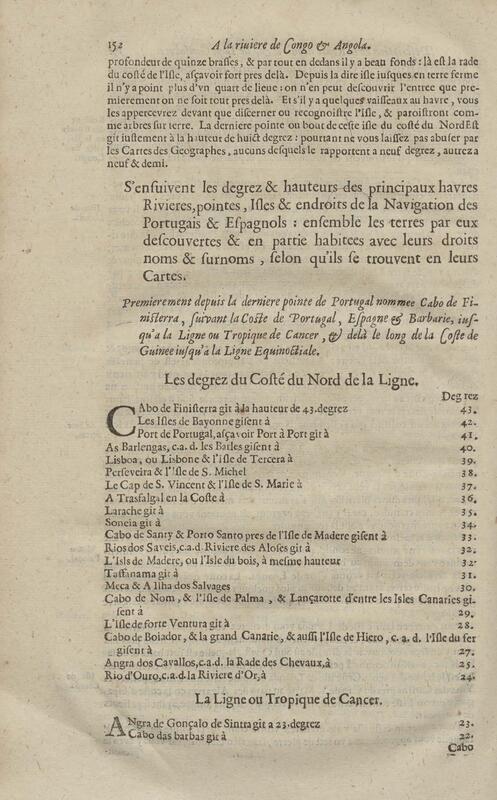 152 A la riuiere de Congo & Angola.
profondeur de quinze brasses, & par tout en dedans il y a beau fonds: là est la rade
du costé de l'Isle, asçavoir fort pres delà. Depuis la dire isle iusques en terre ferme
il n'y a point plus d'vn quart de lieue: on n'en peut descouvrir l'entree que pre-
mierement on ne soit tout pres delà. Et s'il y a quelques vaisseaux au havre, vous
les appercevrez devant que discerner ou recognoistre l'Isle, & paroistront com-
me arbres sur terre. La derniere pointe ou bout de ceste isle du costé du NordEst
git iustement à la hauteur de huict degrez: pourtant ne vous laissez pas abuser par
les Cartes des Geographes, aucuns desquels le rapportent a neuf degrez, autrez a
neuf & demi.
S'ensuivent les degrez & hauteurs des principaux havres
Rivieres, pointes, Isles & endroits de la Navigation des
Portugais & Espagnols: ensemble les terres par eux
descouvertes & en partie habitees avec leurs droits
noms & surnoms, selon qu'ils se trouvent en leurs
Cartes.
Premierement depuis la derniere pointe de Portugal nommee Cabo de Fi-
nisterra, suivant la Coste de Portugal, Espagne & Barbarie, iuf-
qu'a la Ligne ou Tropique de Cancer, & delà le long de la Coste de
Guinee iusqu'a la Ligne Equinoctiale.
Les degrez du Costé du Nord de la Ligne.
Degrez
CAbo de Finisterra git à la hauteur de 43. degrez 43.
Les Isles de Bayonne gisent à 42.
Port de Portugal, asçavoir Port à Port git à 41.
As Barlengas, c.a.d. les Barles gisent à 40.
Lisboa, ou Lisbone & l'isle de Tercera à 39.
Perseveira & l'Isle de S. Michel 38.
Le Cap de S. Vincent & l'Isle de S. Marie à 37.
A Trasfalgal en la Coste à 36.
Larache git à 35.
Soneia git à 34.
Cabo de Santy & Porto Santo pres de l'Isle de Madere gisent à 33.
Rios dos Saveis, c.a.d Riviere des Aloses git à 32.
L'Isle de Madere, ou l'Isle du bois, à mesme hauteur 32.
Taffanama git à 31.
Meca & A Ilha dos Salvages 30.
Cabo de Nom, & l'Isle de Palma, & Lançarotte d'entre les Isles Canaries gi-
sent à 29.
L'Isle de forte Ventura git à 28.
Cabo de Boiador, & la grand Canarie, & aussi l'Isle de Hiero, c. a. d. l'Isle du fer
gisent à 27.
Angra dos Cavallos, c.a.d. la Rade des Chevaux, à 25.
Rio d'Ouro, c.a.d. la Riviere d'Or, à 24.
La Ligne ou Tropique de Cancer.
ANgra de Gonçalo de Sintra git a 23. degrez 23.
Cabo das barbas git à 22.
Cabo